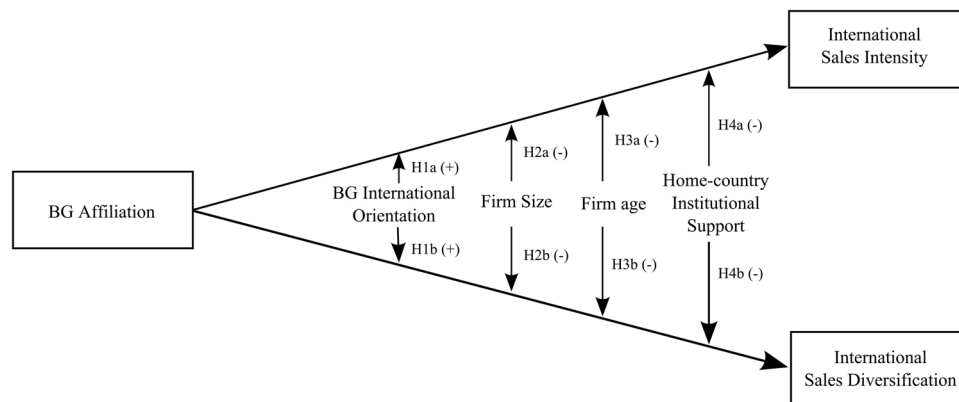 International
Sales Intensity
H4a (-)
H3a (-)
H2a (-)
H1a (+)
BG Affiliation
BG International
Orientation
Firm Size
Firm age
Home-country
Institutional
Support
H1b (+)
H2b (-)
H3b (-)
H4b (-)
International
Sales Diversification